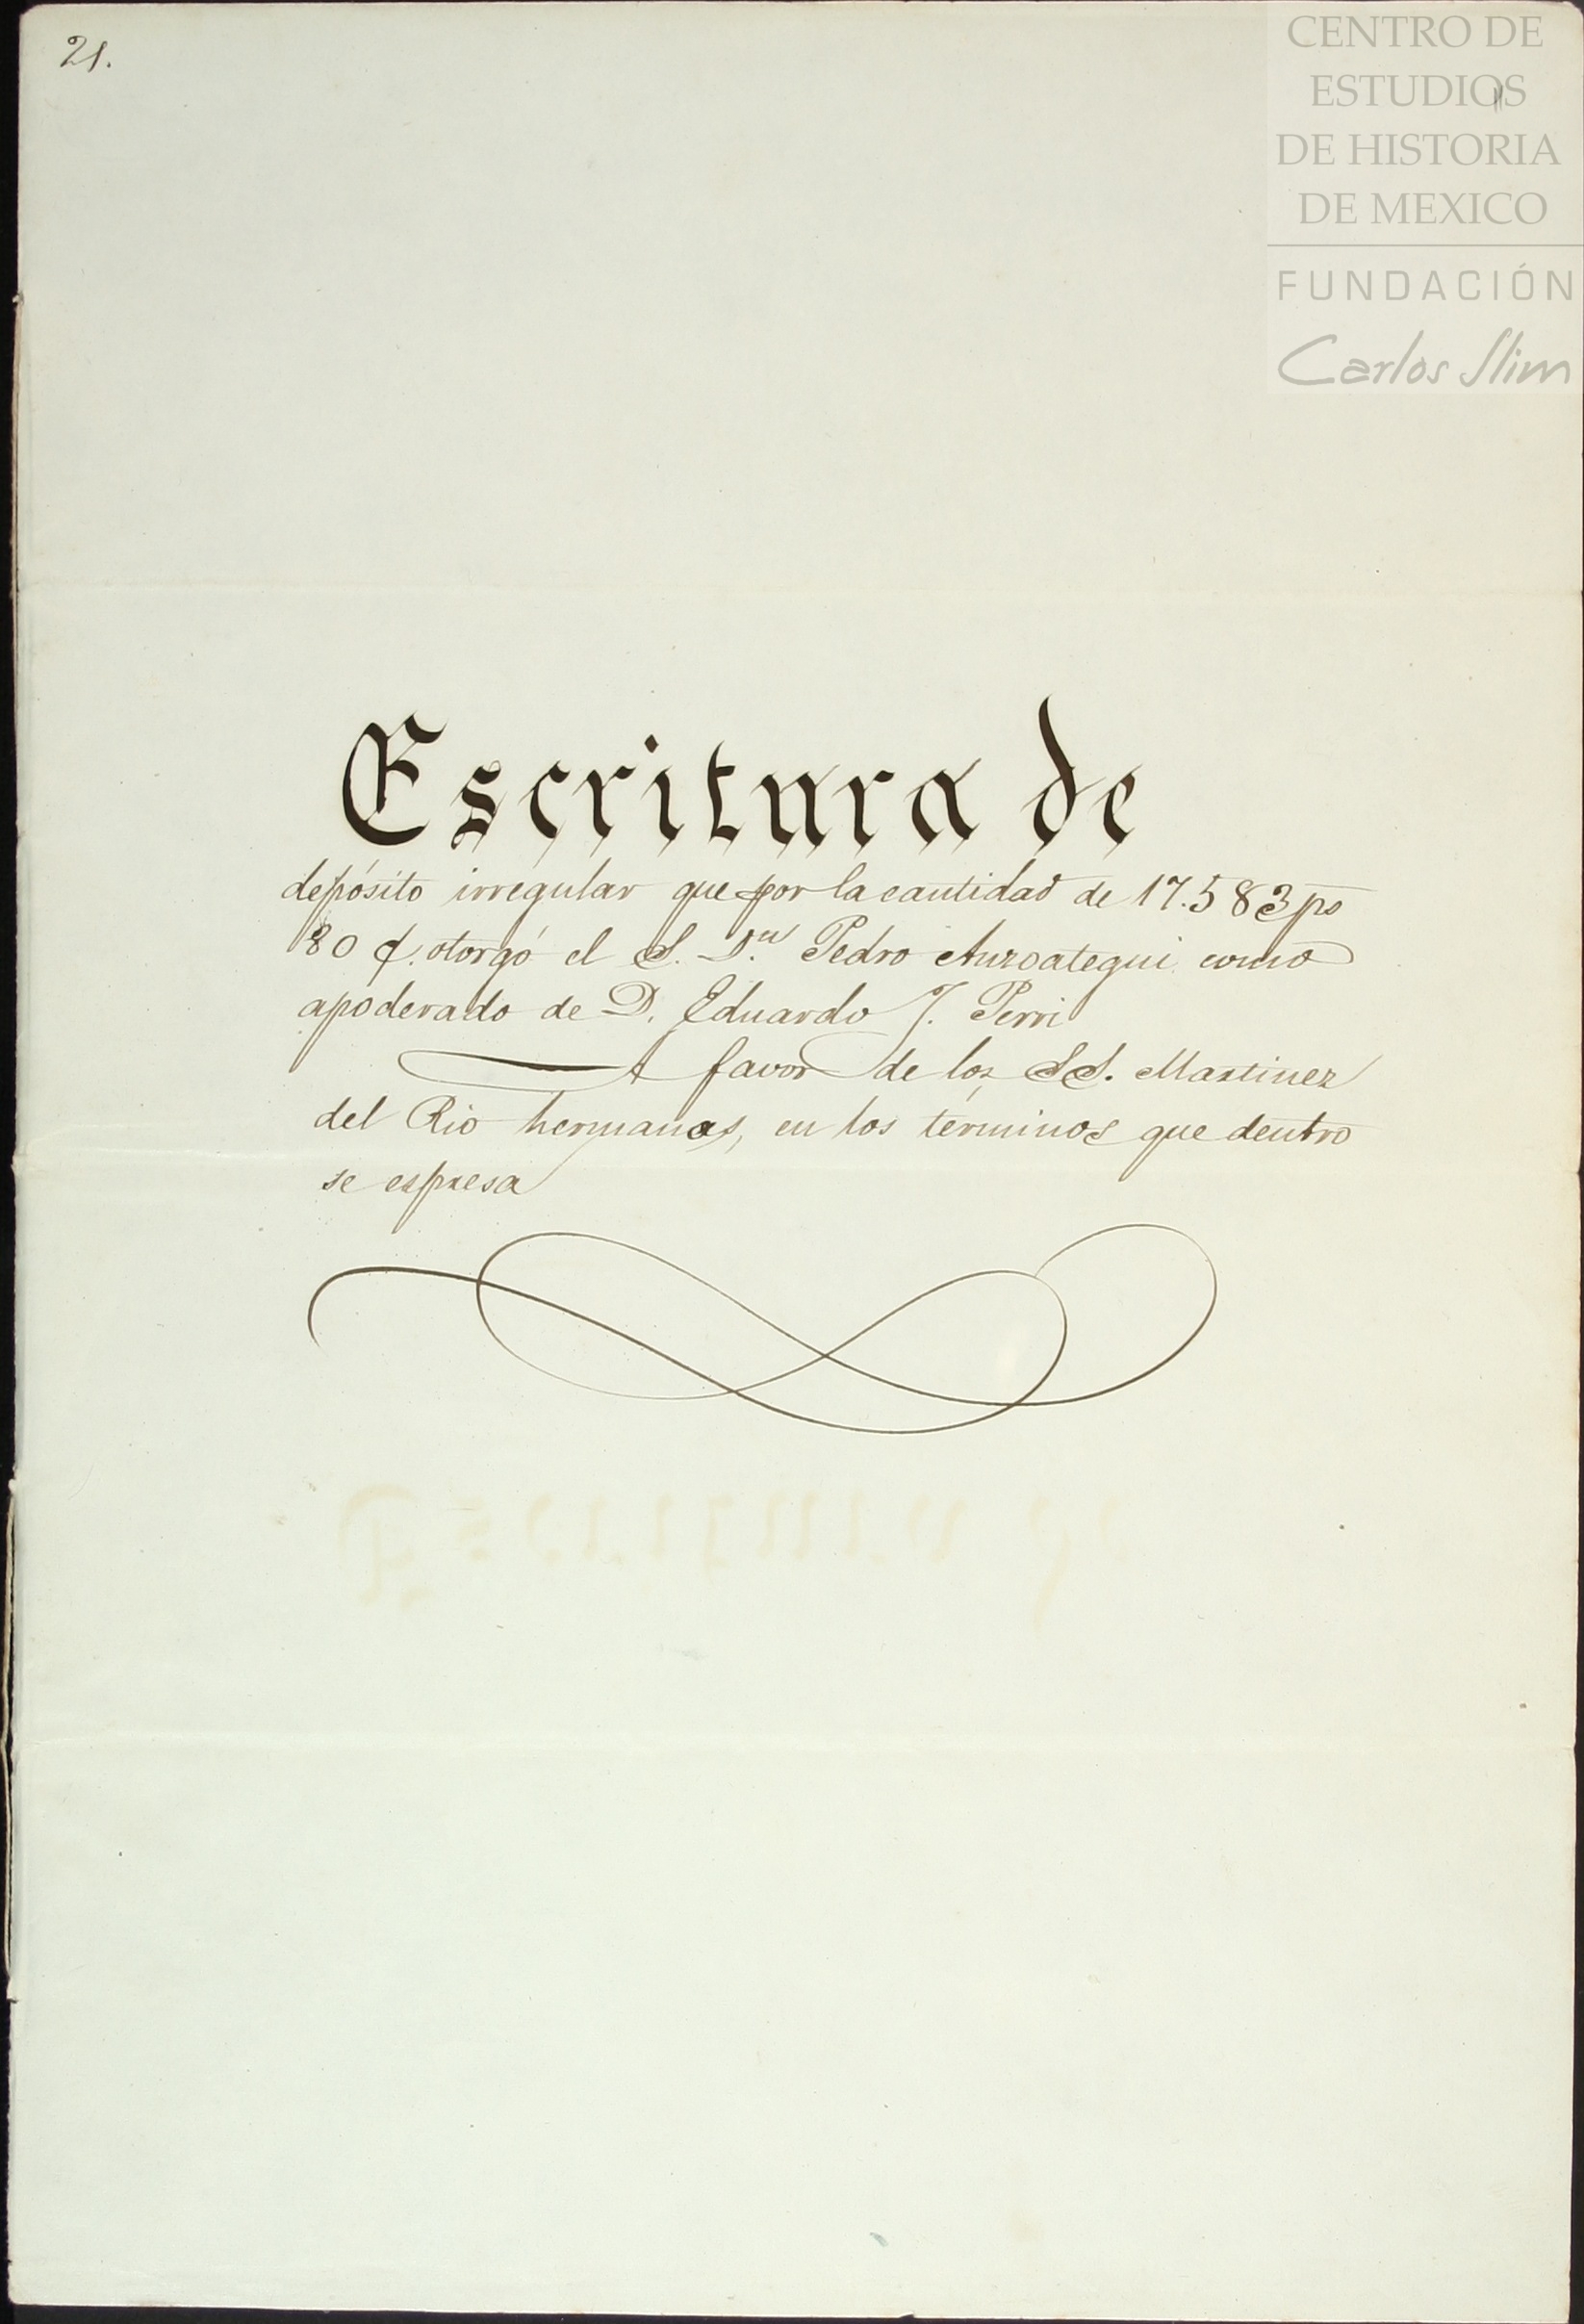 21.
CENTRO DE
ESTUDIOS
DE HISTORIA
DE MEXICO
FUNDACIÓN
Carlos Slim
Escritura de
depósito irregular que por la cantidad de 17.583 ps
80 ¢. otorgó el S. D.n Pedro Anzoategui como
apoderado de D. Eduardo J. Perri
A favor de los SS. Martinez
del Rio hermanos, en los términos que dentro
se espresa